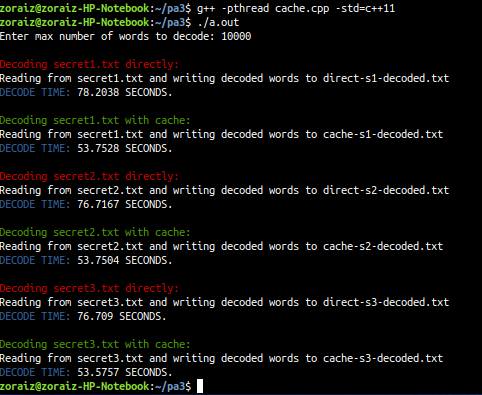 zoraiz@zoraiz-HP-Notebook:~/pa3$ g++ -pthread cache.cpp -std=c++11
zoraiz@zoraiz-HP-Notebook:~/pa3$ ./a.out
Enter max number of words to decode: 10000
Decoding secret1.txt directly:
Reading from secret1.txt and writing decoded words to direct-s1-decoded.txt
DECODE TIME: 78.2038 SECONDS.
Decoding secret1.txt with cache:
Reading from secret1.txt and writing decoded words to cache-s1-decoded.txt
DECODE TIME: 53.7528 SECONDS.
Decoding secret2.txt directly:
Reading from secret2.txt and writing decoded words to direct-s2-decoded.txt
DECODE TIME: 76.7167 SECONDS.
Decoding secret2.txt with cache:
Reading from secret2.txt and writing decoded words to cache-s2-decoded.txt
DECODE TIME: 53.7504 SECONDS.
Decoding secret3.txt directly:
Reading from secret3.txt and writing decoded words to direct-s3-decoded.txt
DECODE TIME: 76.709 SECONDS.
Decoding secret3.txt with cache:
Reading from secret3.txt and writing decoded words to cache-s3-decoded.txt
DECODE TIME: 53.5757 SECONDS.
zoraiz@zoraiz-HP-Notebook:~/pa3$